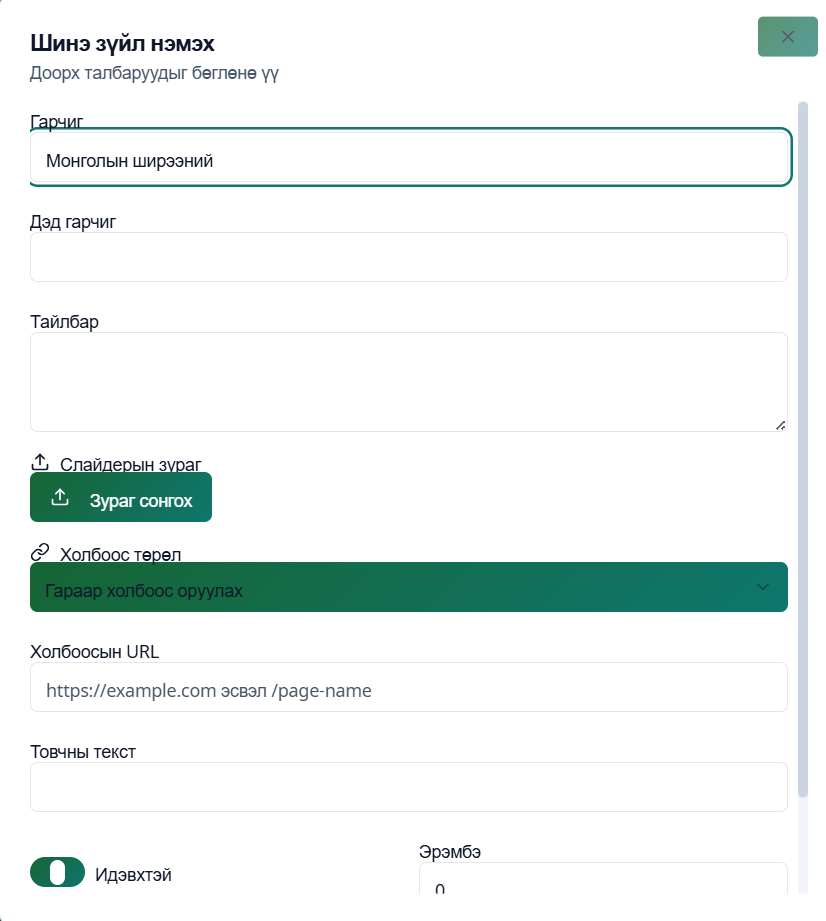 Шинэ зүйл нэмэх
Доорх талбаруудыг бөглөнө үү
Гарчиг
Монголын ширээний
Дэд гарчиг
Тайлбар
Слайдерын зураг
Зураг сонгох
Холбоос төрөл
Гараар холбоос оруулах
Холбоосын URL
https://example.com эсвэл /page-name
Товчны текст
Идэвхтэй
Эрэмбэ
0